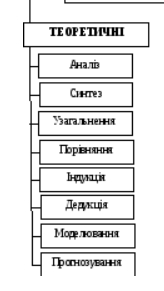 ТЕОРЕТИЧНІ
Аналіз
Синтез
Узагальнення
Порівняння
Індукція
Дедукція
Моделювання
Прогнозування